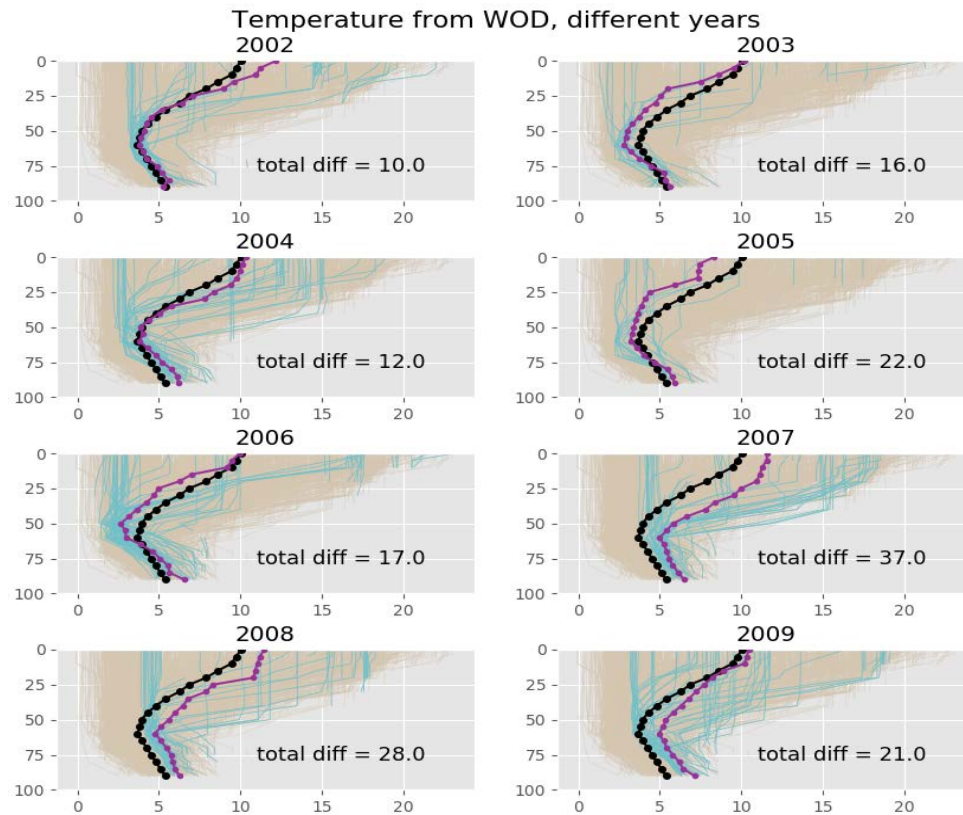 Temperature from WOD, different years
2002
2003
0
25
50
75
100
total diff = 10.0
0 5 10 15 20
0
25
50
75
100
total diff = 16.0
0 5 10 15 20
2004
2005
0
25
50
75
100
total diff = 12.0
0 5 10 15 20
0
25
50
75
100
total diff = 22.0
0 5 10 15 20
2006
2007
0
25
50
75
100
total diff = 17.0
0 5 10 15 20
0
25
50
75
100
total diff = 37.0
0 5 10 15 20
2008
2009
0
25
50
75
100
total diff = 28.0
0 5 10 15 20
0
25
50
75
100
total diff = 21.0
0 5 10 15 20